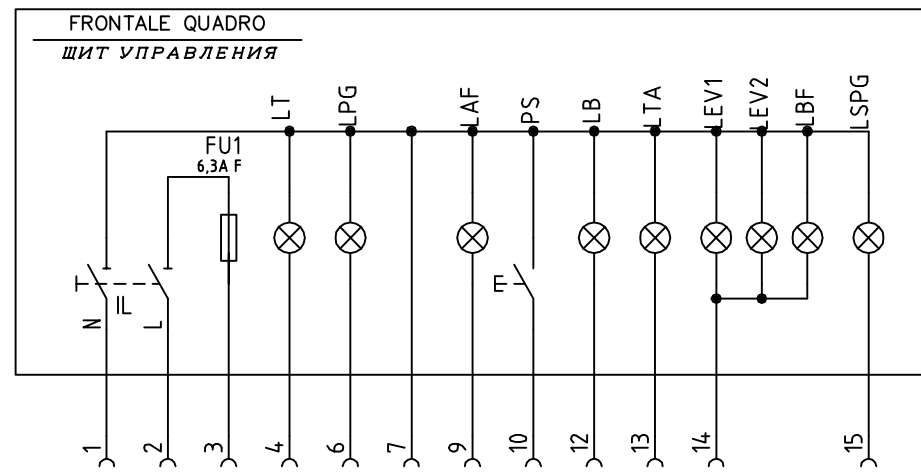 FRONTALE QUADRO
ЩИТ УПРАВЛЕНИЯ
LT
LPG
LAF
PS
LB
LTA
LEV1
LEV2
LBF
LSPG
FU1
6,3A F
IL
N
L
1
2
3
4
6
7
9
10
12
13
14
15